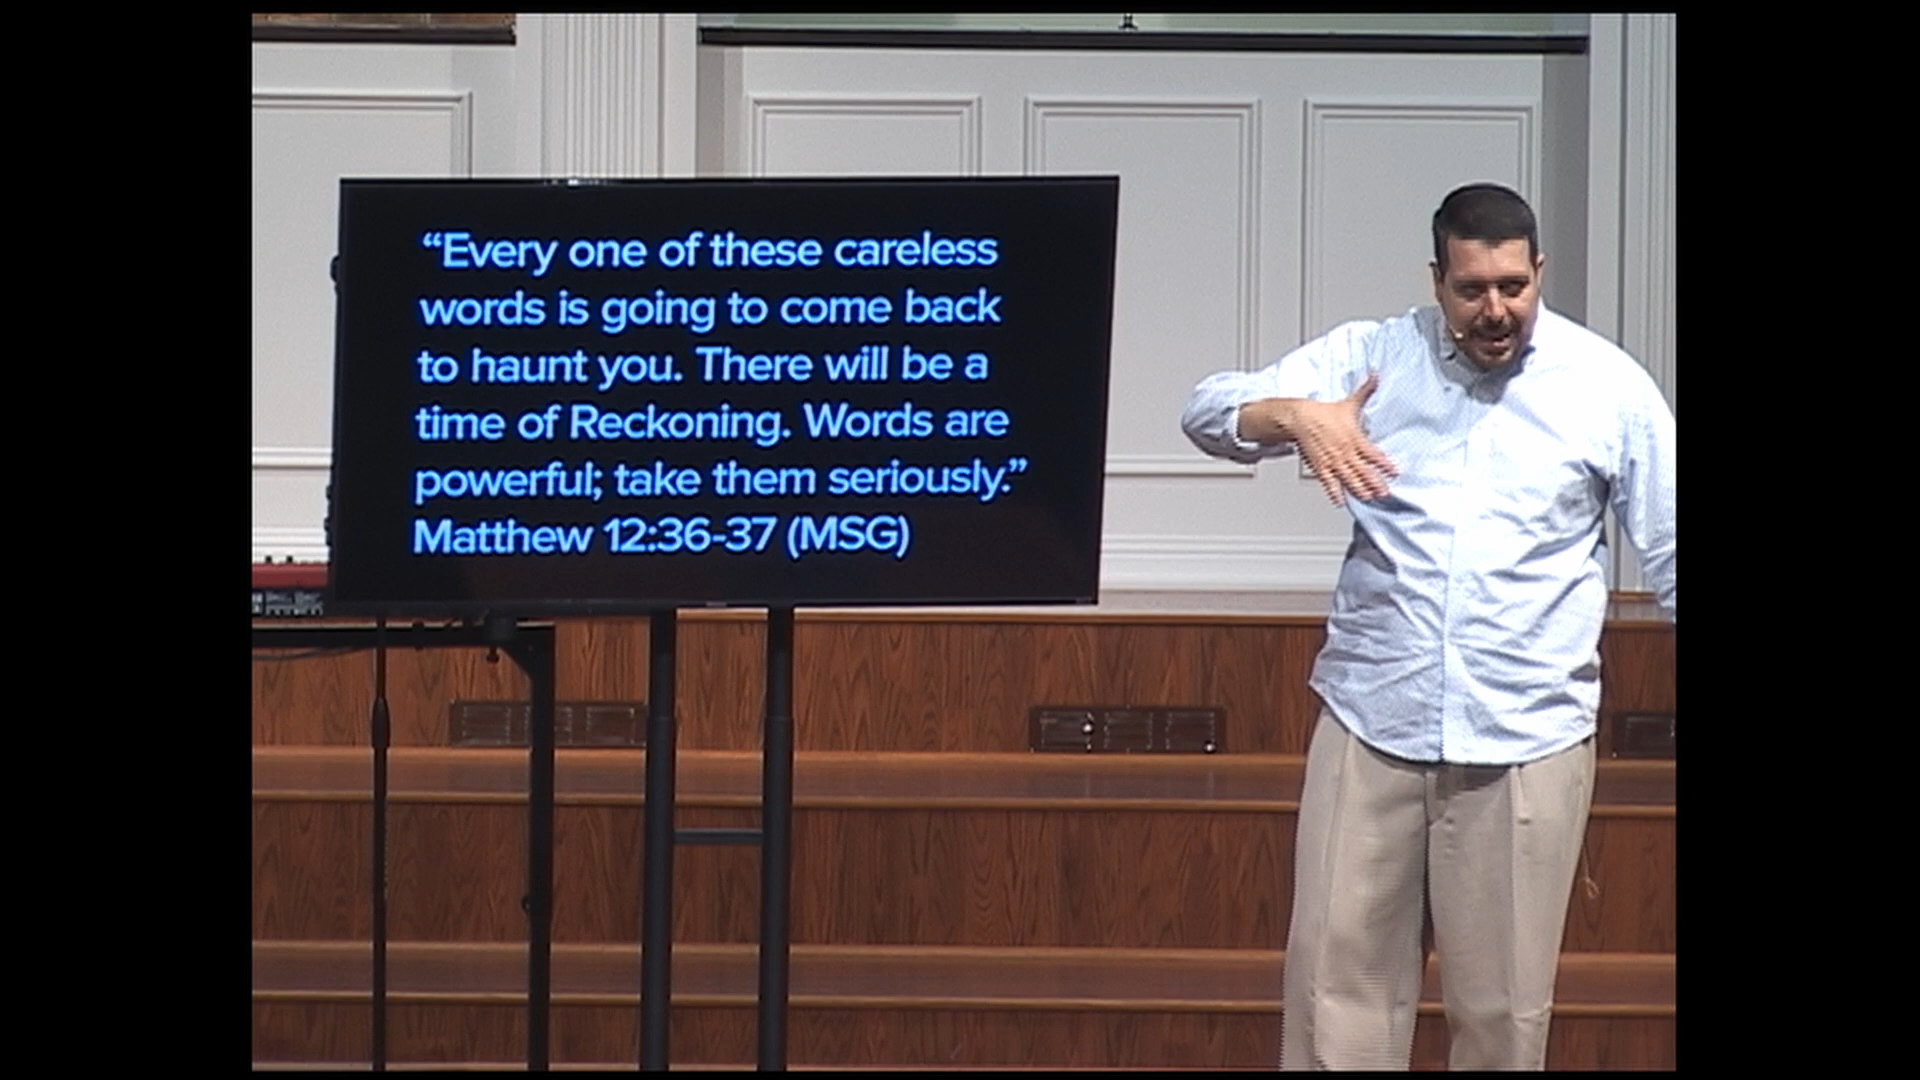 “Every one of these careless
words is going to come back
to haunt you. There will be a
time of Reckoning. Words are
powerful; take them seriously.”
Matthew 12:36-37 (MSG)